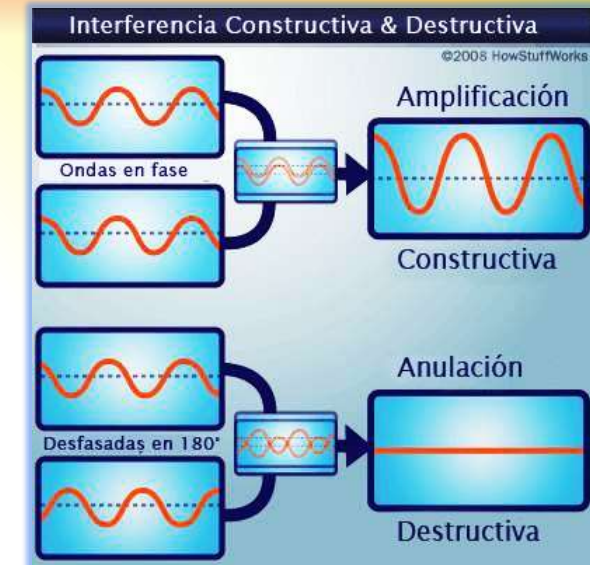 Interferencia Constructiva & Destructiva
©2008 HowStuffWorks
Amplificación
Ondas en fase
Constructiva
Anulación
Desfasadas en 180°
Destructiva